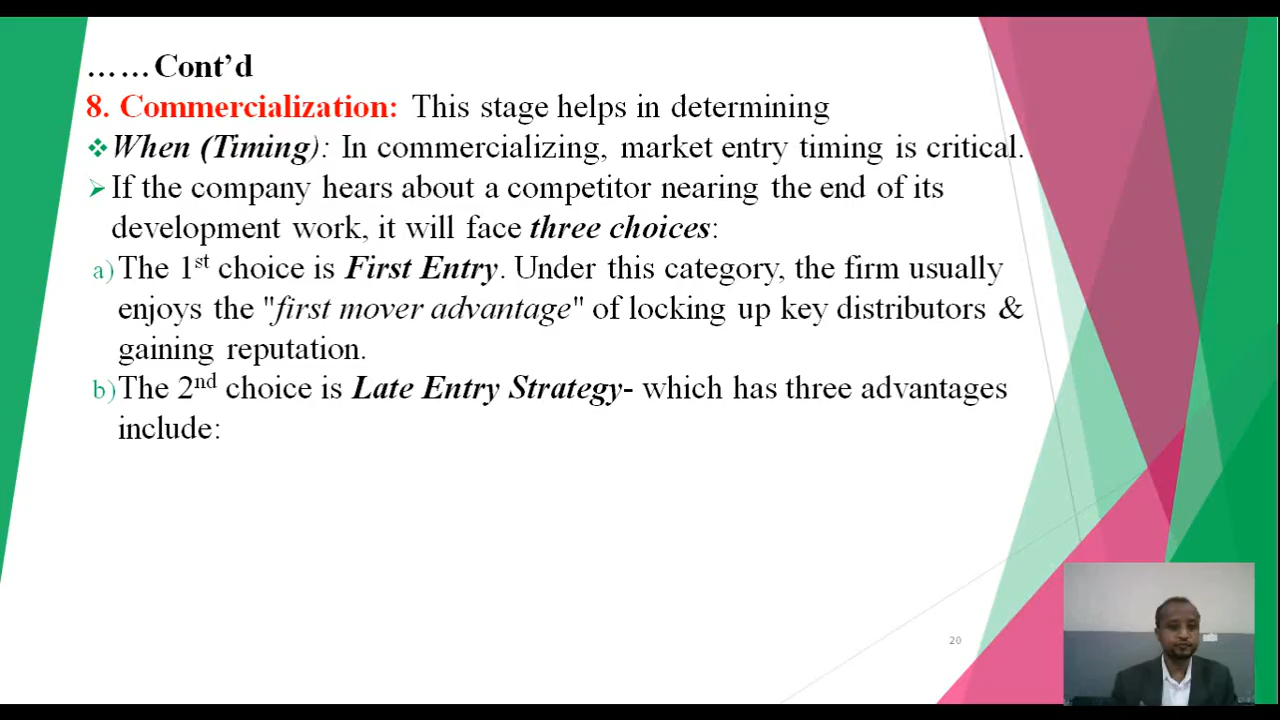 ……Cont’d
8. Commercialization: This stage helps in determining
❖When (Timing): In commercializing, market entry timing is critical.
➢If the company hears about a competitor nearing the end of its
development work, it will face three choices:
a) The 1st choice is First Entry. Under this category, the firm usually
enjoys the "first mover advantage" of locking up key distributors &
gaining reputation.
b) The 2nd choice is Late Entry Strategy- which has three advantages
include:
20